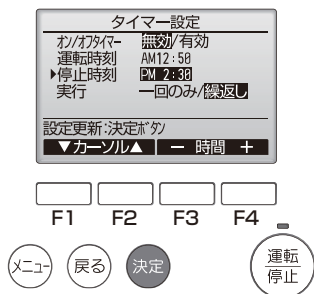 タイマー設定
オン/オフタイマー 無効/有効
運転時刻 AM12:50
▶停止時刻 PM 2:30
実行 一回のみ/繰返し
設定更新:決定ボタン
▼カーソル▲ － 時間 ＋
F1 F2 F3 F4
メニュー 戻る 決定 運転
停止